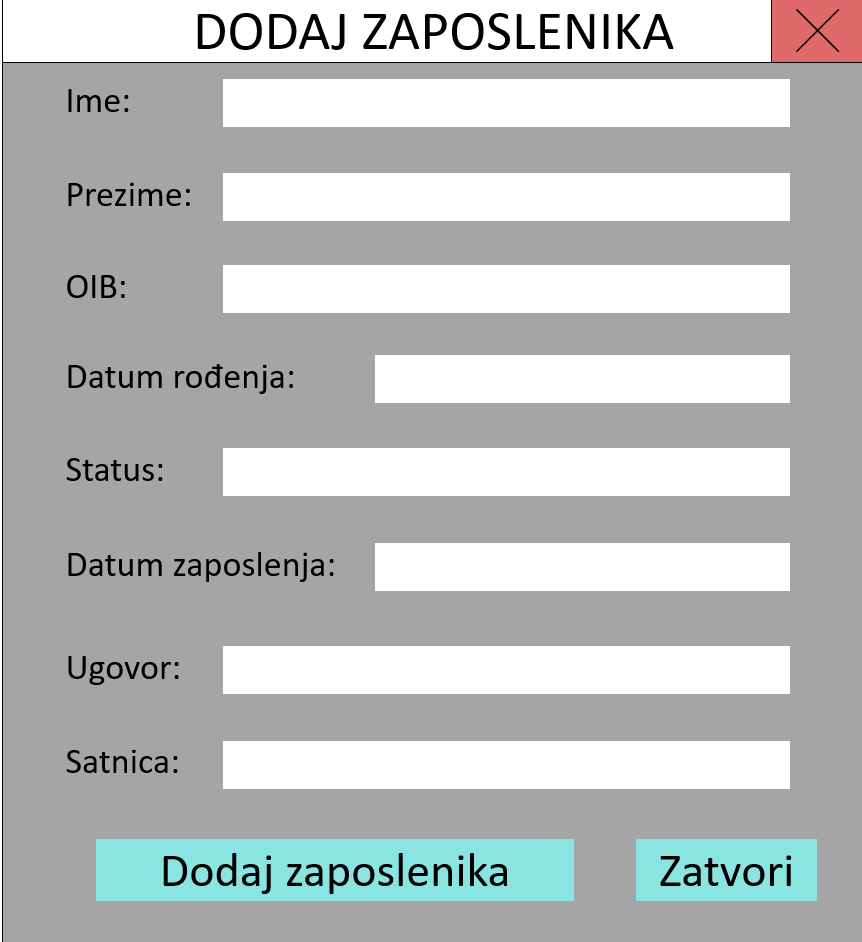 DODAJ ZAPOSLENIKA
Ime:
Prezime:
OIB:
Datum rođenja:
Status:
Datum zaposlenja:
Ugovor:
Satnica:
Dodaj zaposlenika
Zatvori